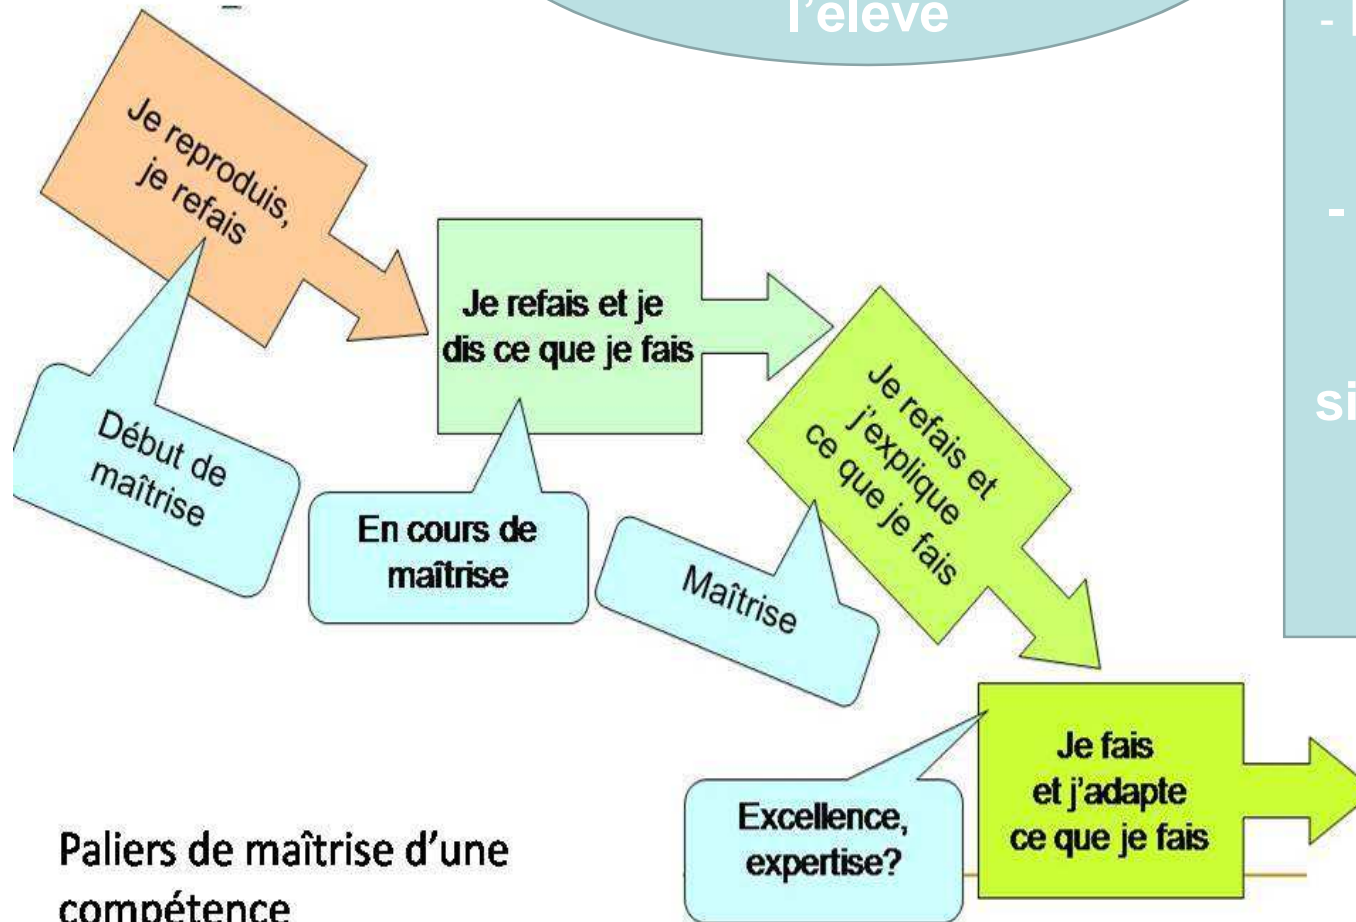 l'élève
Je reproduis,
je refais
Début de
maîtrise
Je refais et je
dis ce que je fais
En cours de
maîtrise
Je refais et
j'explique
ce que je fais
Maîtrise
Je fais
et j'adapte
ce que je fais
Excellence,
expertise?
Paliers de maîtrise d'une
compétence
-
-
si